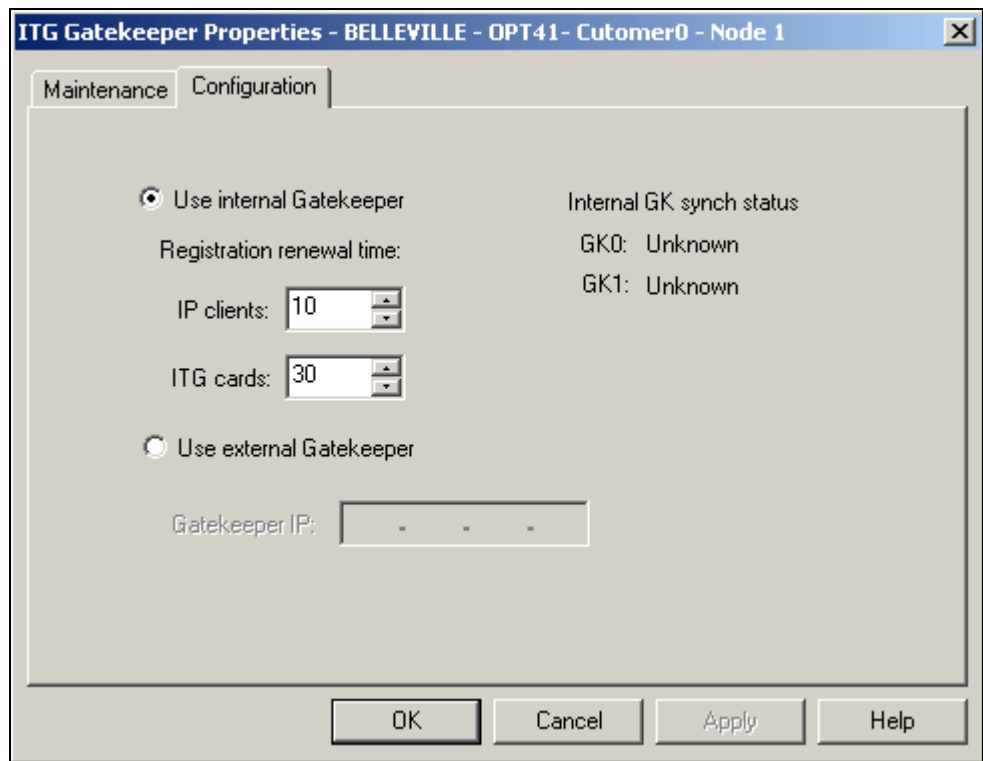 ITG Gatekeeper Properties - BELLEVILLE - OPT41- Cutomer0 - Node 1
Maintenance
Configuration
Use internal Gatekeeper
Registration renewal time:
IP clients: 10
ITG cards: 30
Use external Gatekeeper
Gatekeeper IP: . . .
Internal GK synch status
GK0: Unknown
GK1: Unknown
OK
Cancel
Apply
Help